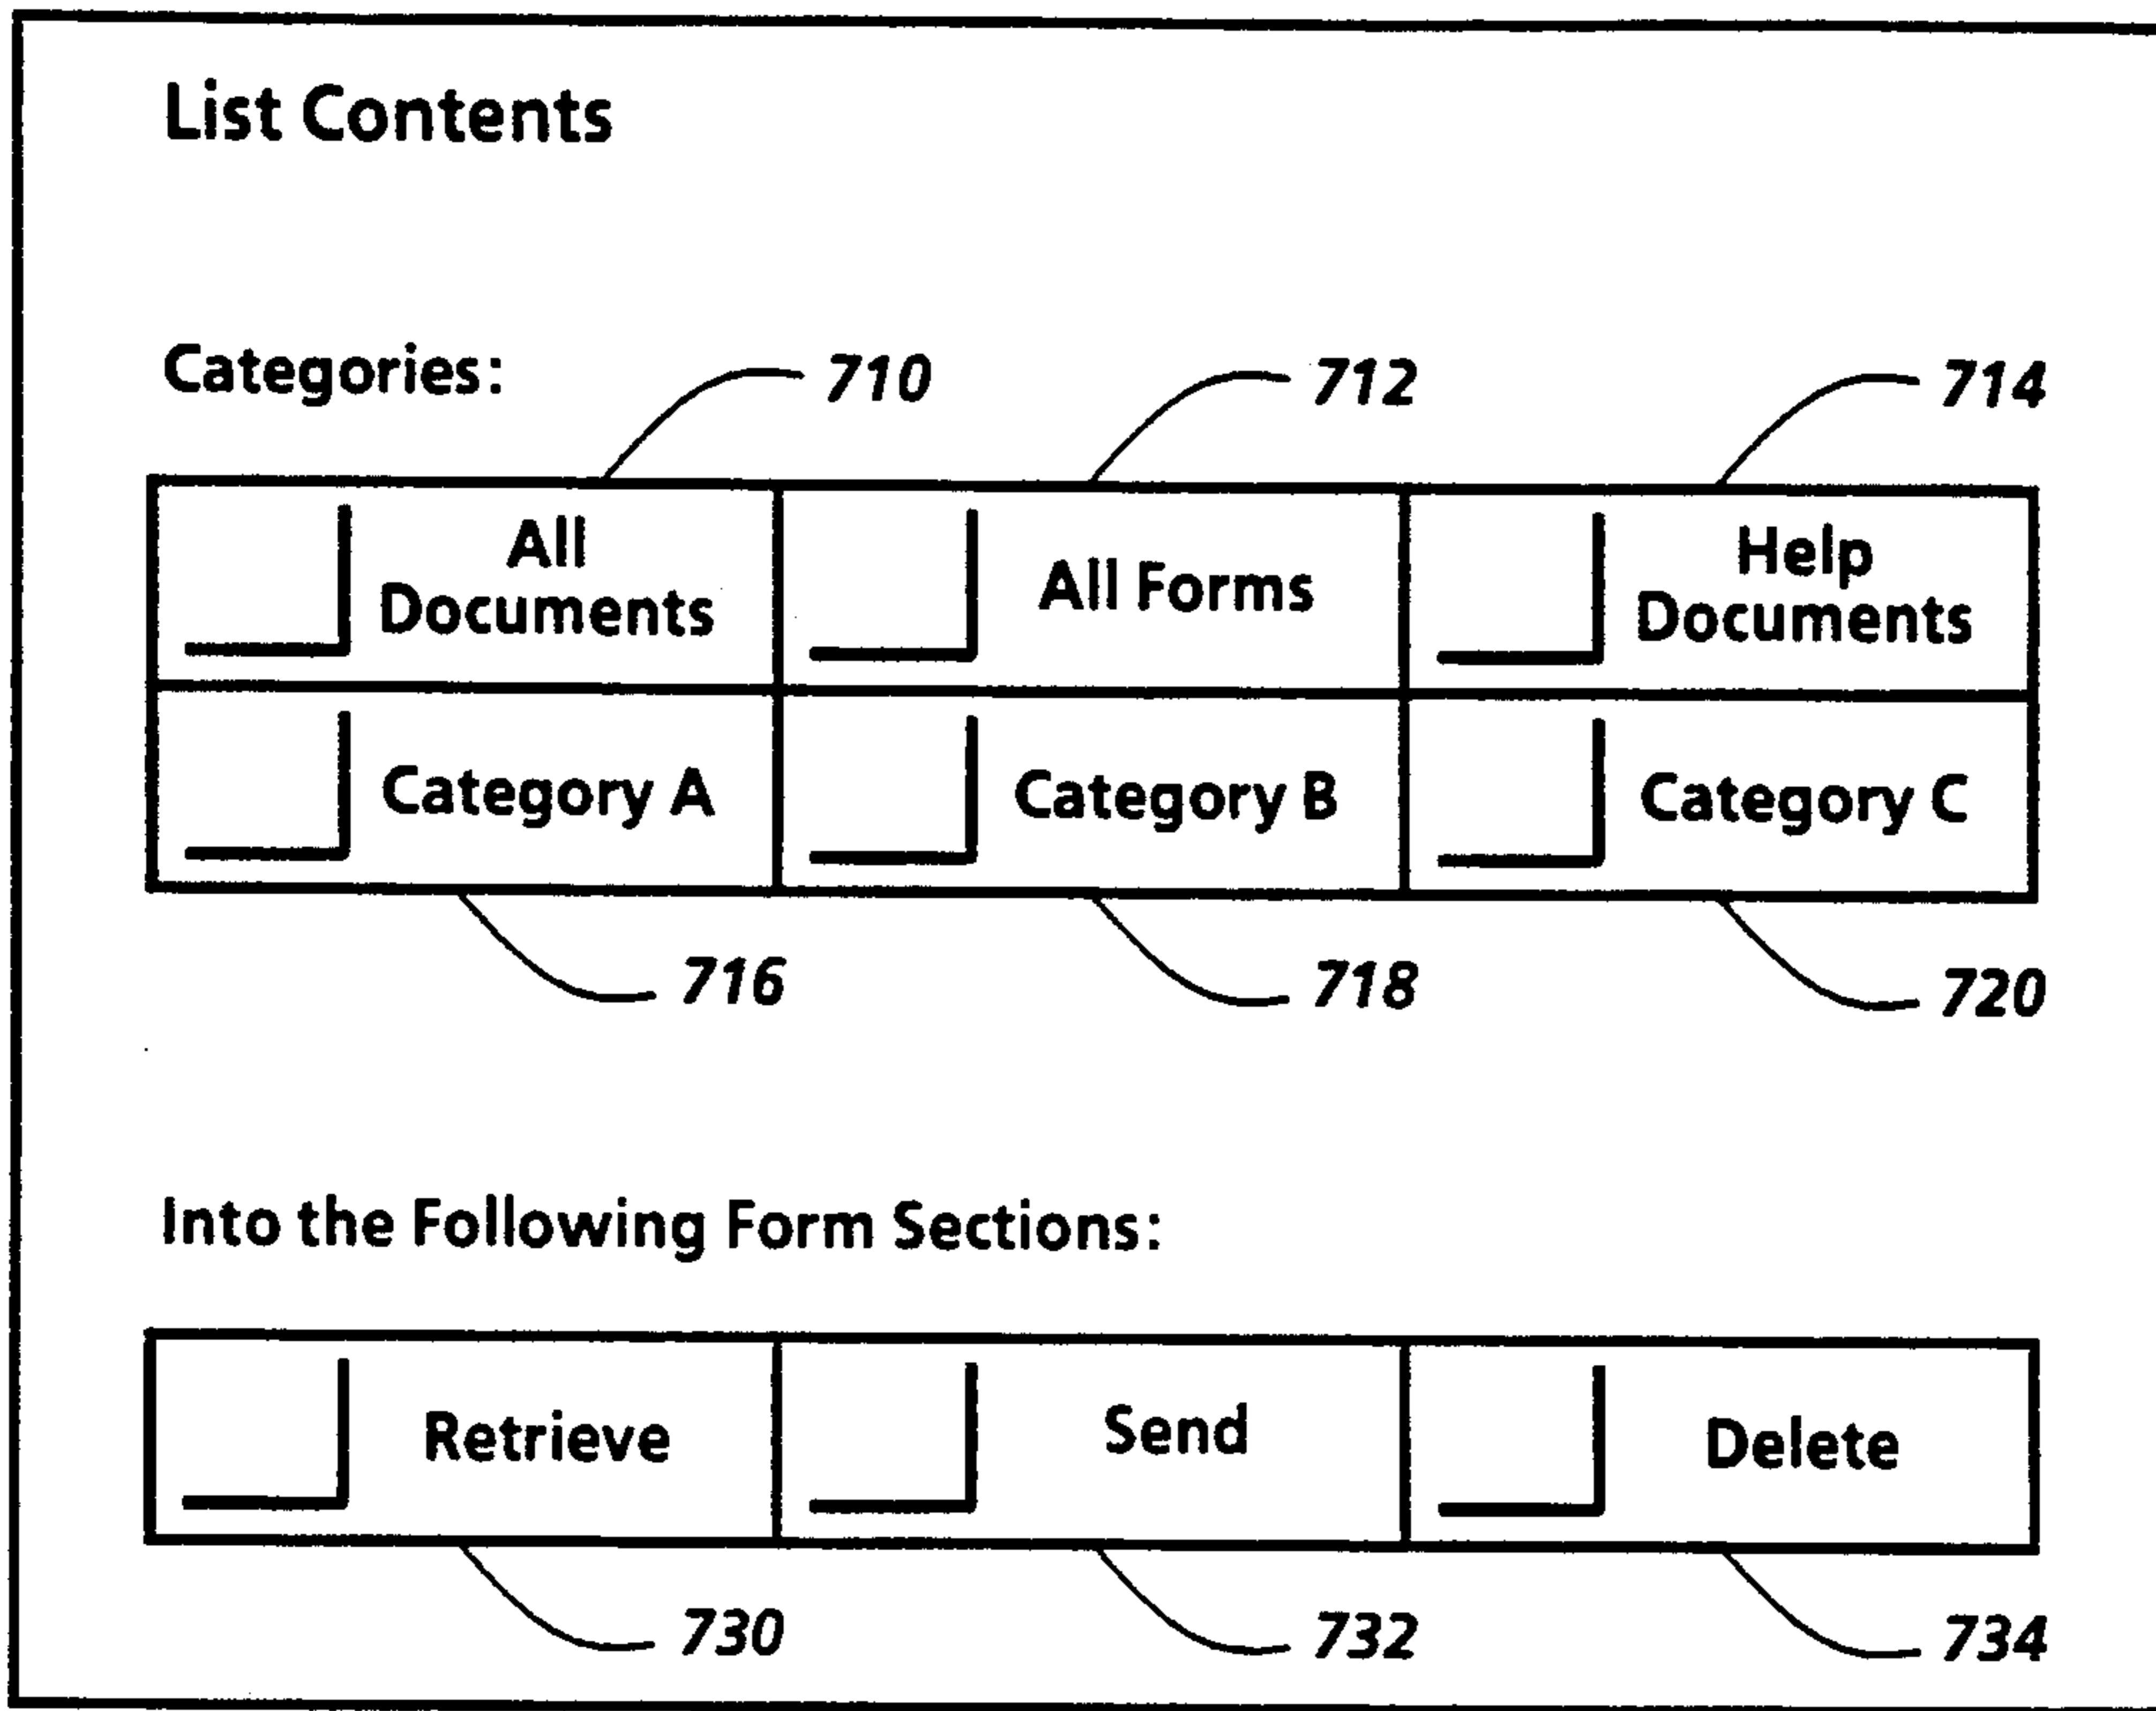 List Contents
Categories:
710
712
714
All
Documents
All Forms
Help
Documents
Category A
Category B
Category C
716
718
720
Into the Following Form Sections:
Retrieve
Send
Delete
730
732
734